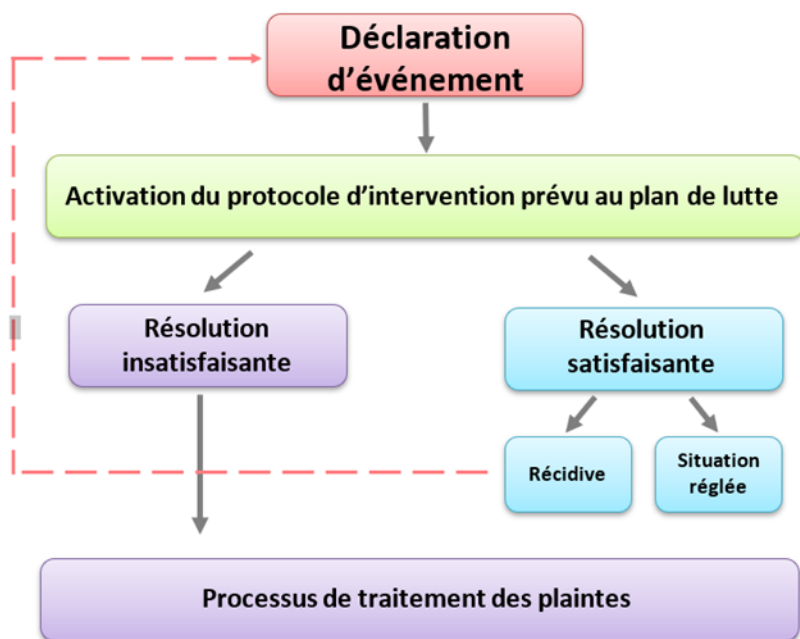 Déclaration
d'événement
Activation du protocole d'intervention prévu au plan de lutte
Résolution
insatisfaisante
Résolution
satisfaisante
Récidive
Situation
réglée
Processus de traitement des plaintes